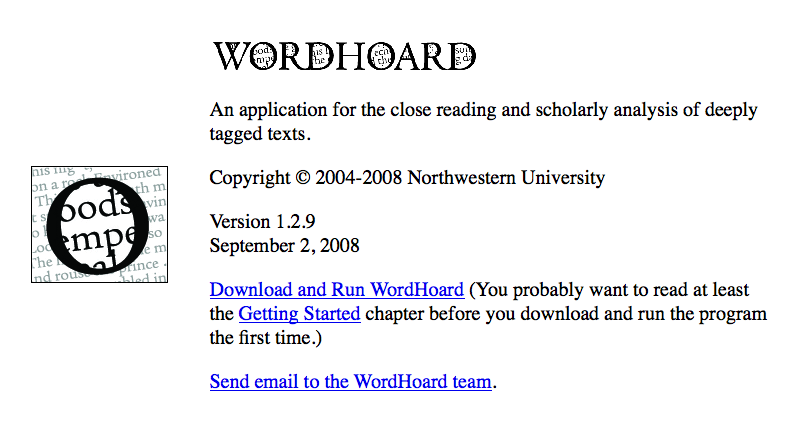 WORDHOARD
An application for the close reading and scholarly analysis of deeply
tagged texts.
Copyright © 2004-2008 Northwestern University
Version 1.2.9
September 2, 2008
Download and Run WordHoard (You probably want to read at least
the Getting Started chapter before you download and run the program
the first time.)
Send email to the WordHoard team.